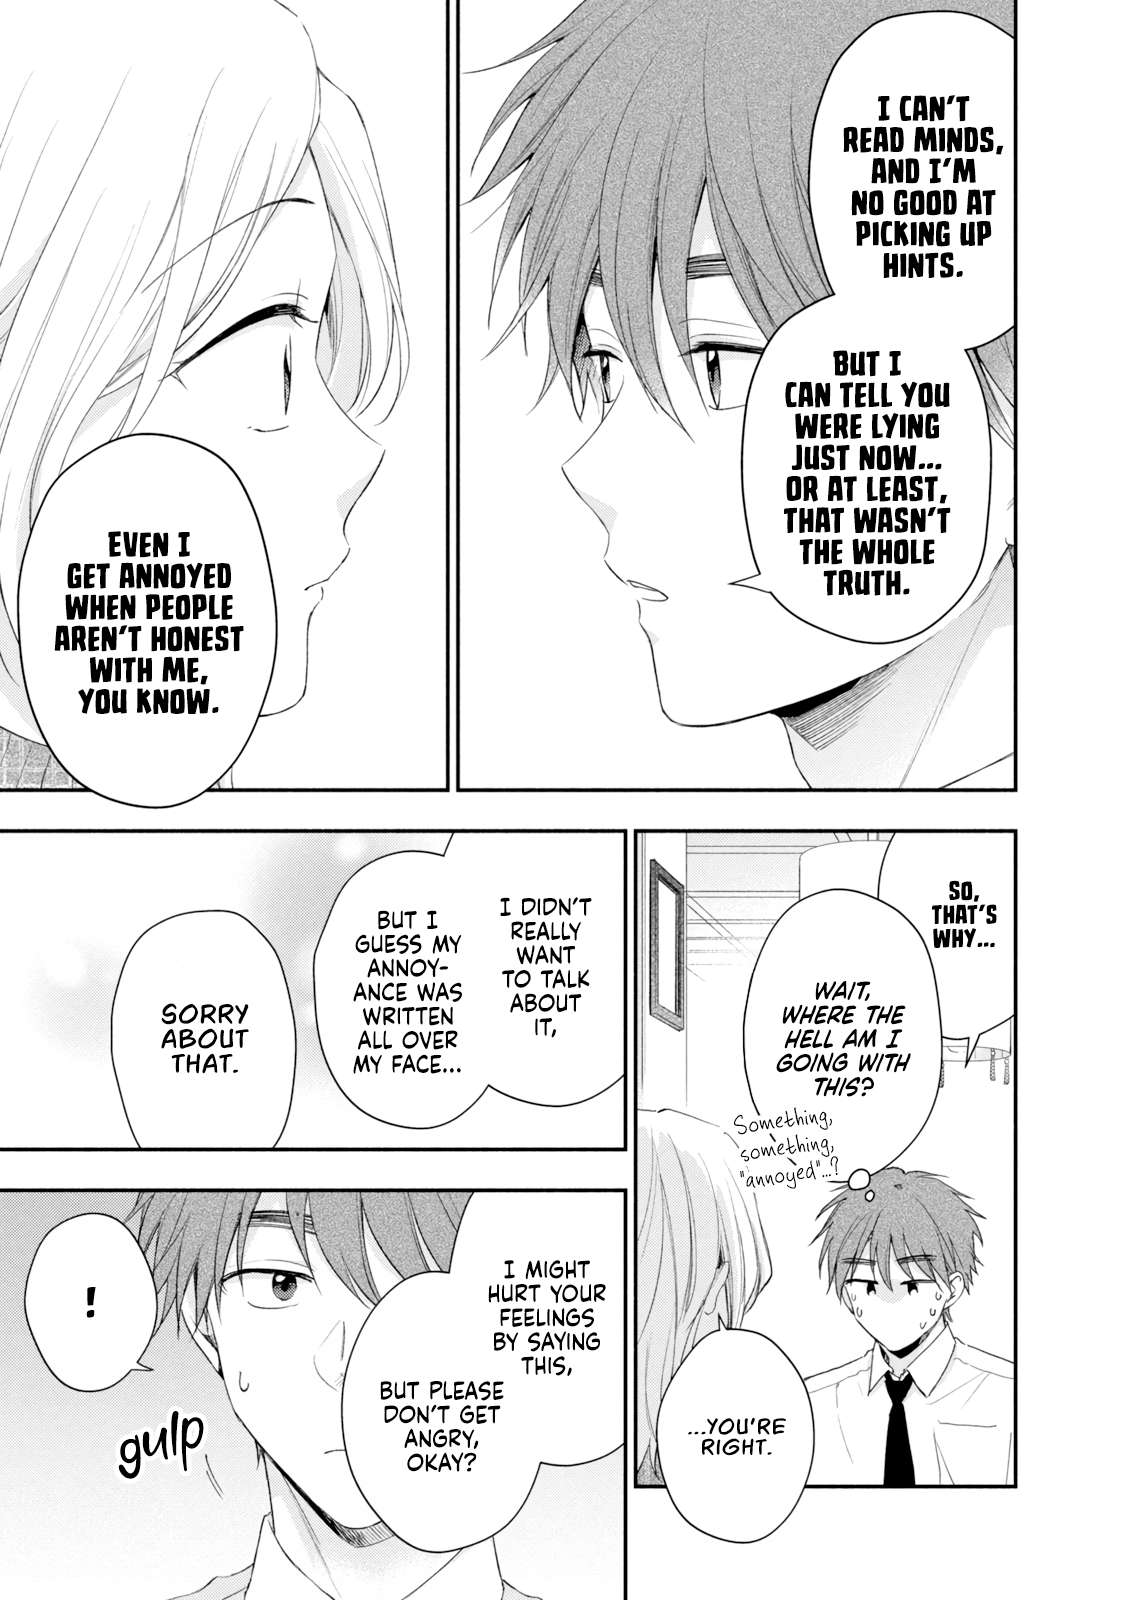 I CAN'T
READ MINDS,
AND I'M
NO GOOD AT
PICKING UP
HINTS.
BUT I
CAN TELL YOU
WERE LYING
JUST NOW...
OR AT LEAST,
THAT WASN'T
THE WHOLE
TRUTH.
EVEN I
GET ANNOYED
WHEN PEOPLE
AREN'T HONEST
WITH ME,
YOU KNOW.
SO,
THAT'S
WHY...
WAIT,
WHERE THE
HELL AM I
GOING WITH
THIS?
Something,
something,
"annoyed"...?
...YOU'RE
RIGHT.
I DIDN'T
REALLY
WANT
TO TALK
ABOUT
IT,
BUT I
GUESS MY
ANNOY-
ANCE WAS
WRITTEN
ALL OVER
MY FACE...
SORRY
ABOUT
THAT.
I MIGHT
HURT YOUR
FEELINGS
BY SAYING
THIS,
BUT PLEASE
DON'T GET
ANGRY,
OKAY?
!
gulp